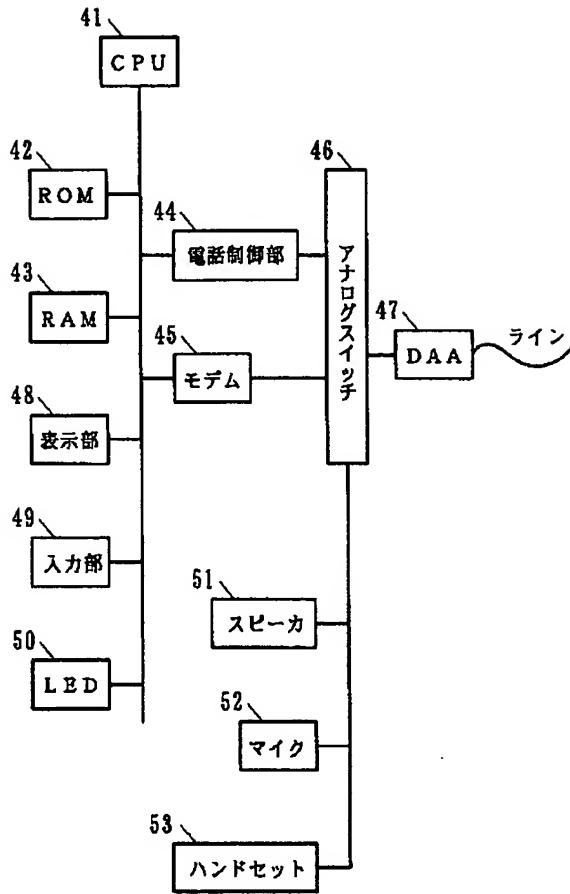 41
CPU
42
ROM
43
RAM
44
電話制御部
45
モデム
46
アナログスイッチ
47
DAA
ライン
48
表示部
49
入力部
50
LED
51
スピーカ
52
マイク
53
ハンドセット